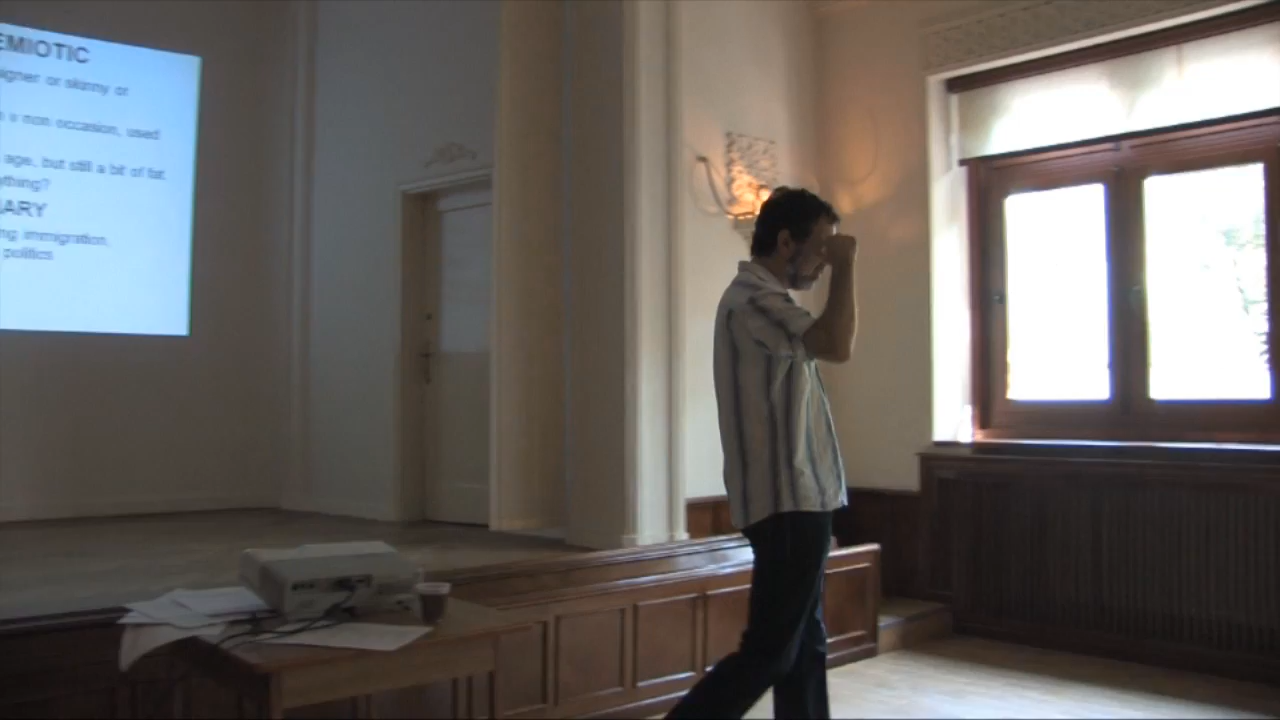 EMIOTIC
igner or skinny or
v non occasion, used
age, but still a bit of fat
ything?
ARY
ng immigration,
politics